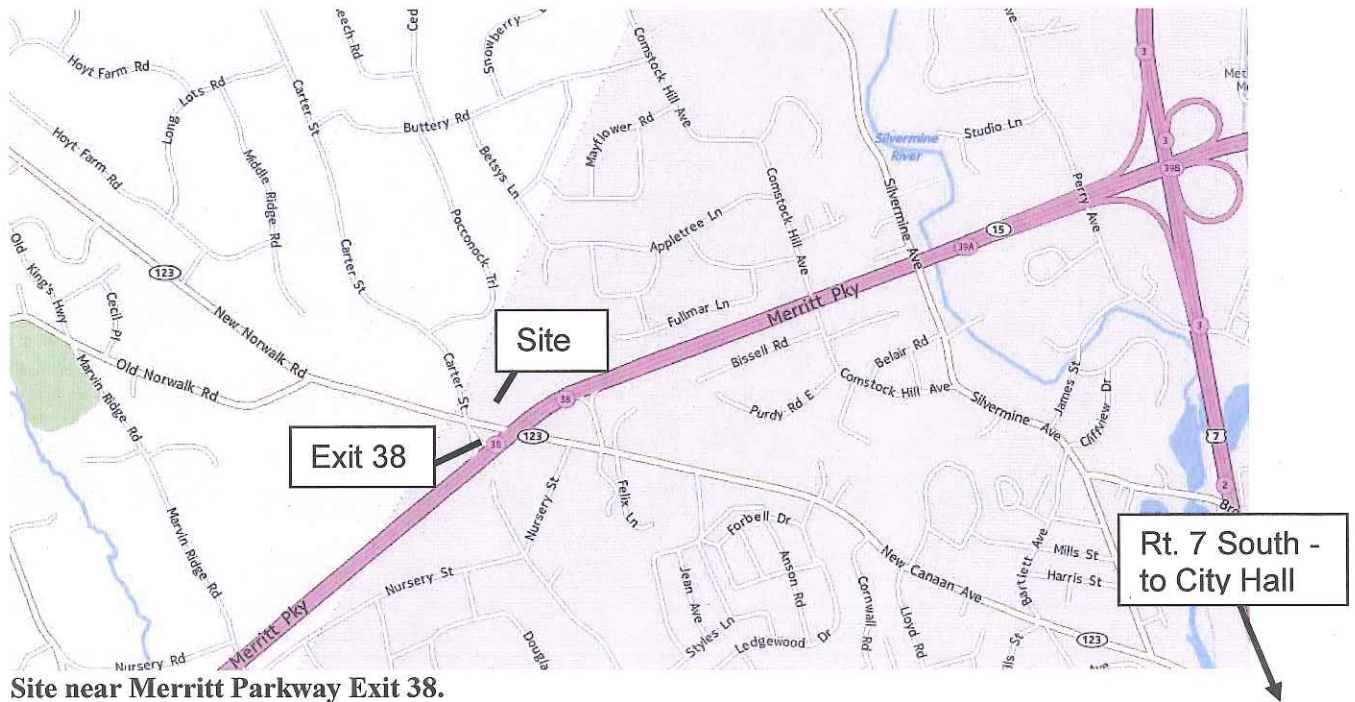 Hoyt Farm Rd
Long Lots Rd
Carter St
Buttery Rd
Snowberry
Comstock Hill Ave
Mayflower Rd
Silvermine
River
Studio Ln
Met
3
3
39B
Hoyt Farm Rd
Middle Ridge Rd
Betsys Ln
Comstock Hill Ave
Silvermine Ave
Perry Ave
Appletree Ln
15
39A
Old King's Hwy
123
Cecil Pl
Carter St
Pocconock Trl
New Norwalk Rd
Fullmar Ln
Merritt Pky
3
Site
Bissell Rd
Belair Rd
Old Norwalk Rd
Marvin Ridge Rd
Carter St
Purdy Rd E
Comstock Hill Ave
Silvermine Ave
James St
Cliffview Dr
38
Exit 38
38
123
7
2
Nursery St
Felix Ln
Marvin Ridge Rd
Forbell Dr
Anson Rd
Jean Ave
New Canaan Ave
Bartlett Ave
Mills St
Harris St
Rt. 7 South -
to City Hall
Nursery St
Styles Ln
Ledgewood Dr
Cornwall Rd
Lloyd Rd
123
Merritt Pky
Nursery Rd
Site near Merritt Parkway Exit 38.